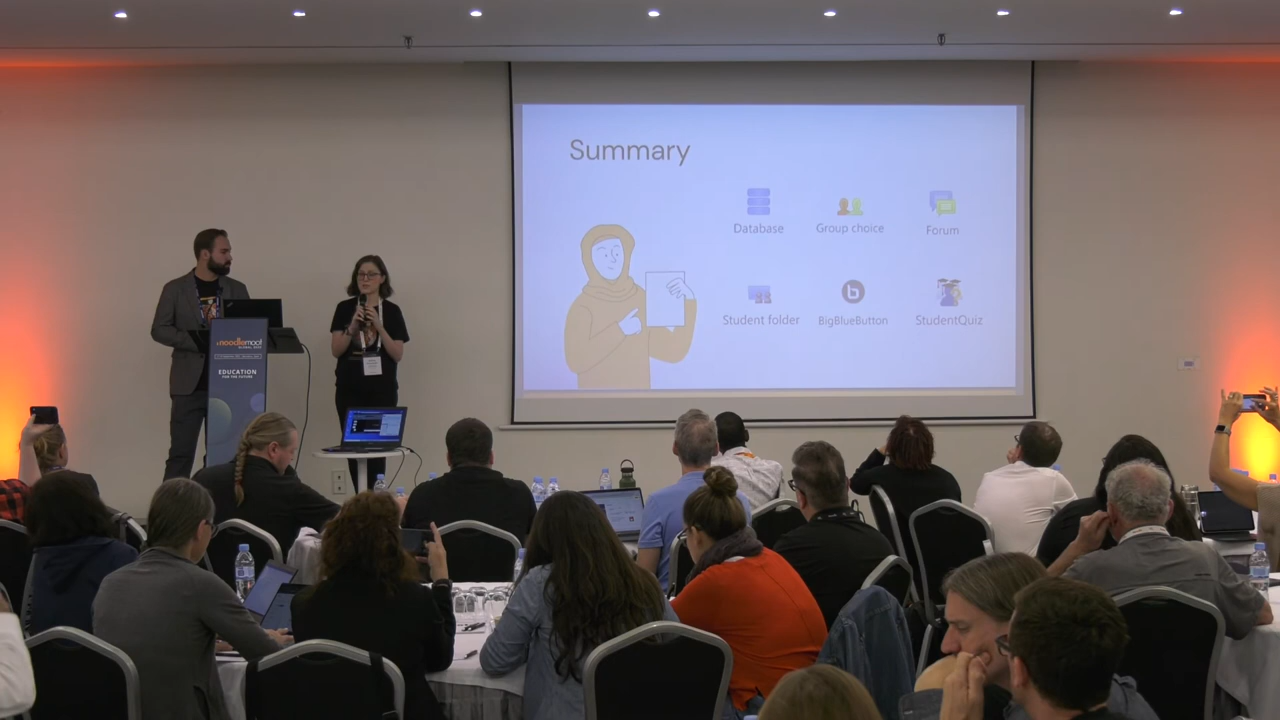 Summary
Database
Group choice
Forum
Student folder
BigBlueButton
StudentQuiz
moodlemoot
EDUCATION
FOR THE FUTURE